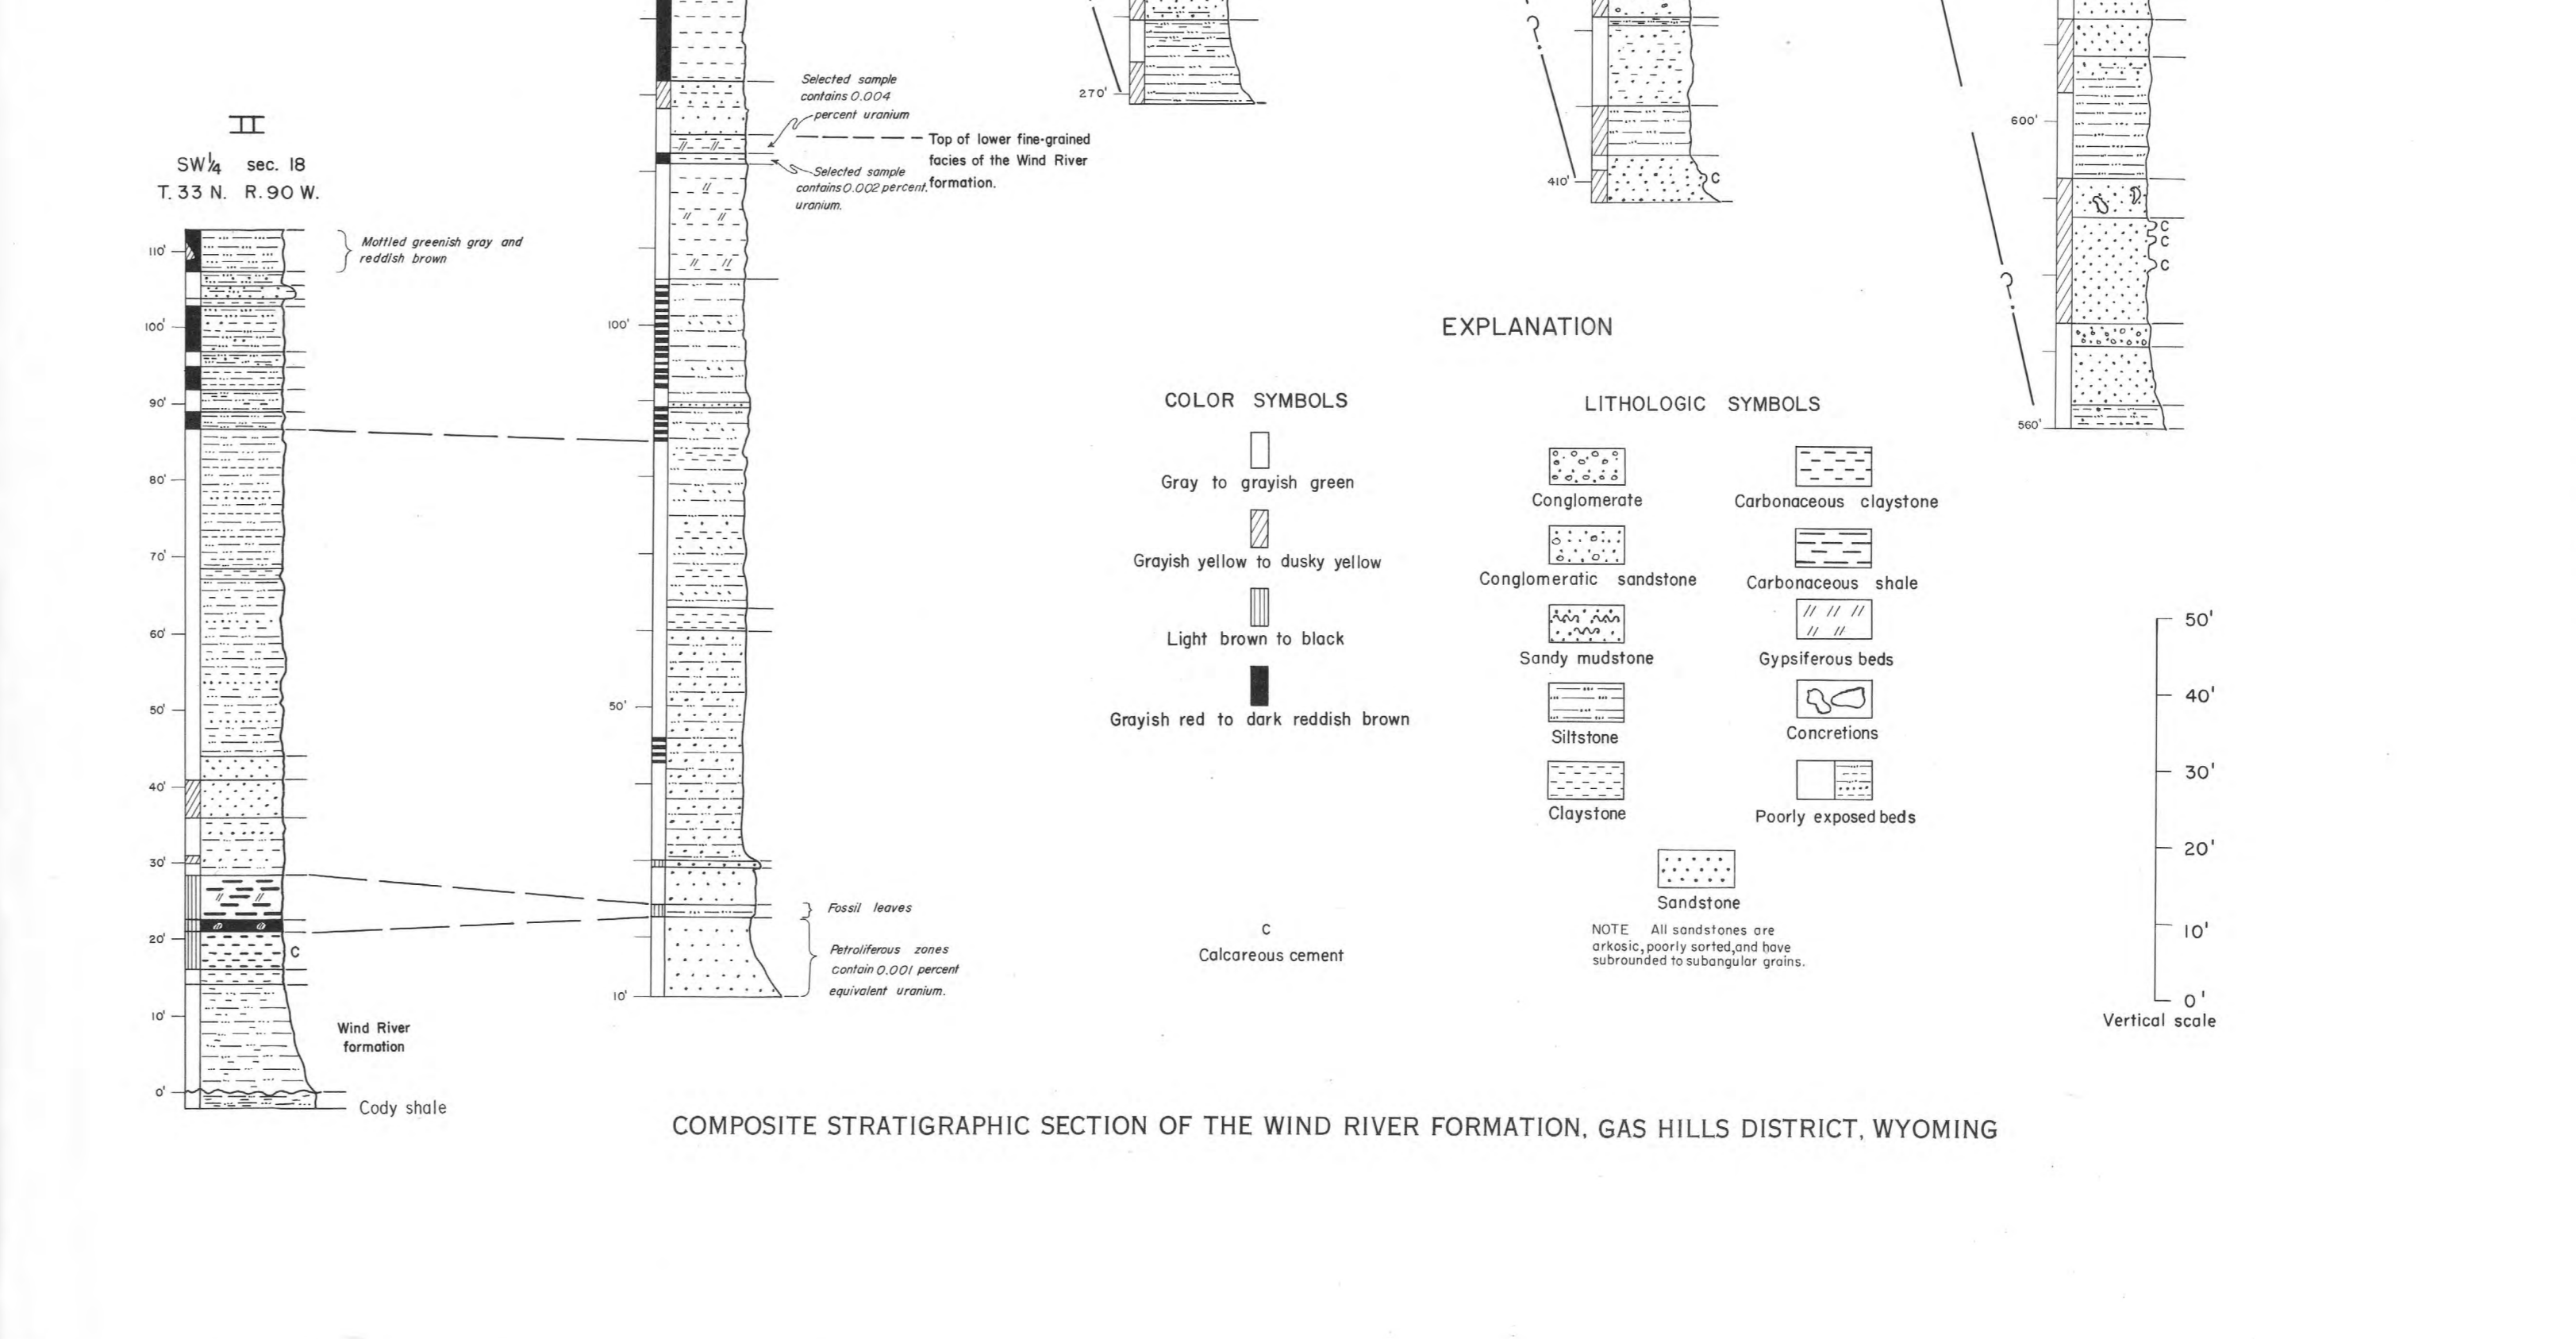 II
SW¼ sec. 18
T. 33 N. R. 90 W.
110'
100'
90'
80'
70'
60'
50'
40'
30'
20'
10'
0'
Mottled greenish gray and
reddish brown
C
Wind River
formation
Cody shale
100'
50'
10'
Selected sample
contains 0.004
percent uranium
Top of lower fine-grained
facies of the Wind River
formation.
Selected sample
contains 0.002 percent
uranium.
Fossil leaves
Petroliferous zones
contain 0.001 percent
equivalent uranium.
270'
?
410'
C
?
600'
560'
C
C
C
EXPLANATION
COLOR SYMBOLS
Gray to grayish green
Grayish yellow to dusky yellow
Light brown to black
Grayish red to dark reddish brown
C
Calcareous cement
LITHOLOGIC SYMBOLS
Conglomerate
Carbonaceous claystone
Conglomeratic sandstone
Carbonaceous shale
Sandy mudstone
Gypsiferous beds
Siltstone
Concretions
Claystone
Poorly exposed beds
Sandstone
NOTE All sandstones are
arkosic, poorly sorted, and have
subrounded to subangular grains.
50'
40'
30'
20'
10'
0'
Vertical scale
COMPOSITE STRATIGRAPHIC SECTION OF THE WIND RIVER FORMATION, GAS HILLS DISTRICT, WYOMING